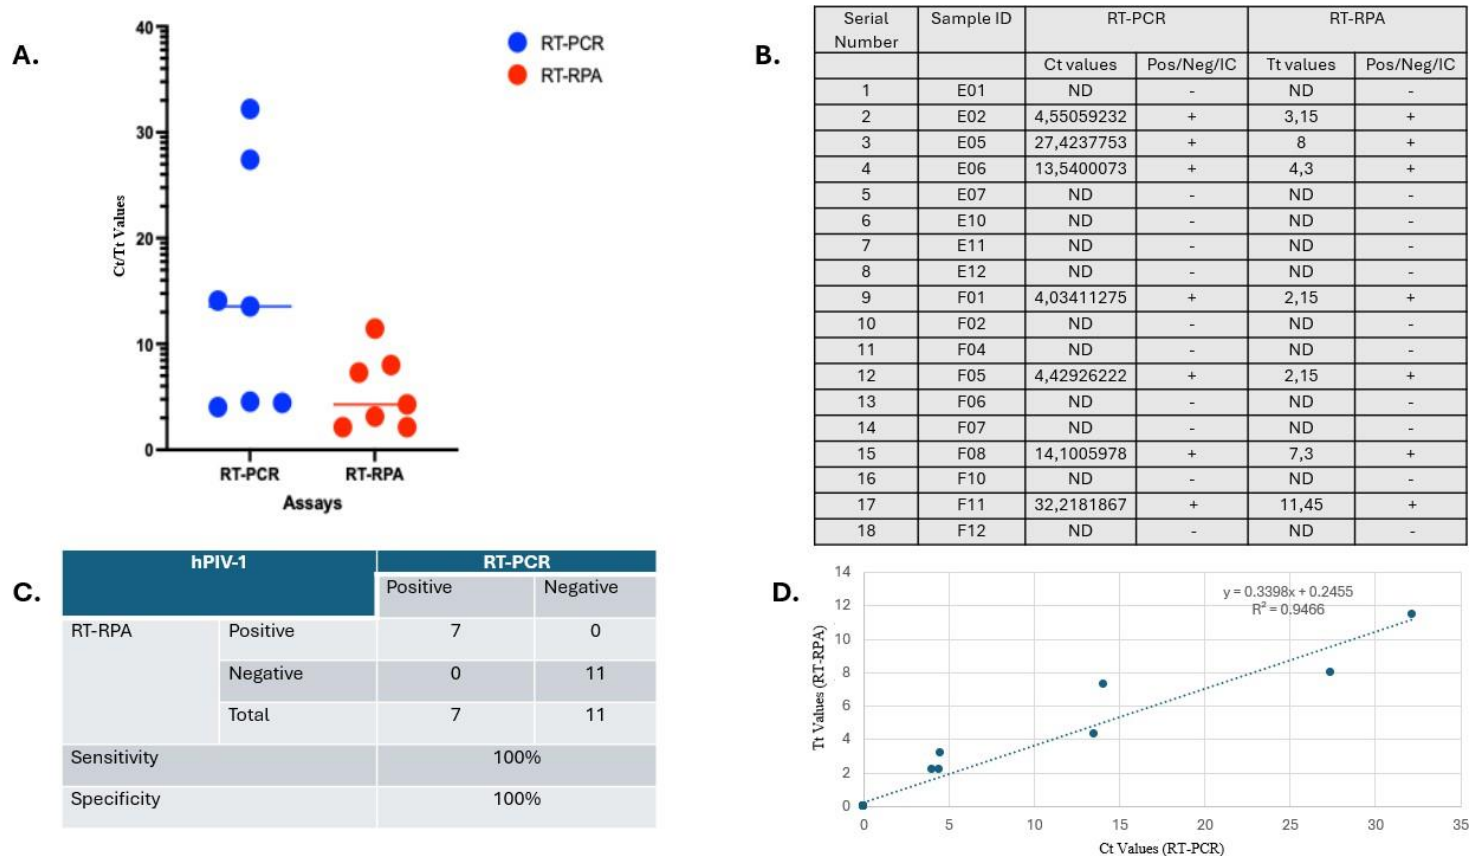 A.
40
30
20
10
0
Ct/Tt Values
RT-PCR
RT-RPA
RT-PCR RT-RPA
Assays
B.
Serial Number Sample ID RT-PCR RT-RPA
Ct values Pos/Neg/IC Tt values Pos/Neg/IC
1 E01 ND - ND -
2 E02 4,55059232 + 3,15 +
3 E05 27,4237753 + 8 +
4 E06 13,5400073 + 4,3 +
5 E07 ND - ND -
6 E10 ND - ND -
7 E11 ND - ND -
8 E12 ND - ND -
9 F01 4,03411275 + 2,15 +
10 F02 ND - ND -
11 F04 ND - ND -
12 F05 4,42926222 + 2,15 +
13 F06 ND - ND -
14 F07 ND - ND -
15 F08 14,1005978 + 7,3 +
16 F10 ND - ND -
17 F11 32,2181867 + 11,45 +
18 F12 ND - ND -
C.
hPIV-1 RT-PCR
Positive Negative
RT-RPA Positive 7 0
Negative 0 11
Total 7 11
Sensitivity 100%
Specificity 100%
D.
14
12
10
8
6
4
2
0
Tt Values (RT-RPA)
y = 0.3398x + 0.2455
R² = 0.9466
0 5 10 15 20 25 30 35
Ct Values (RT-PCR)